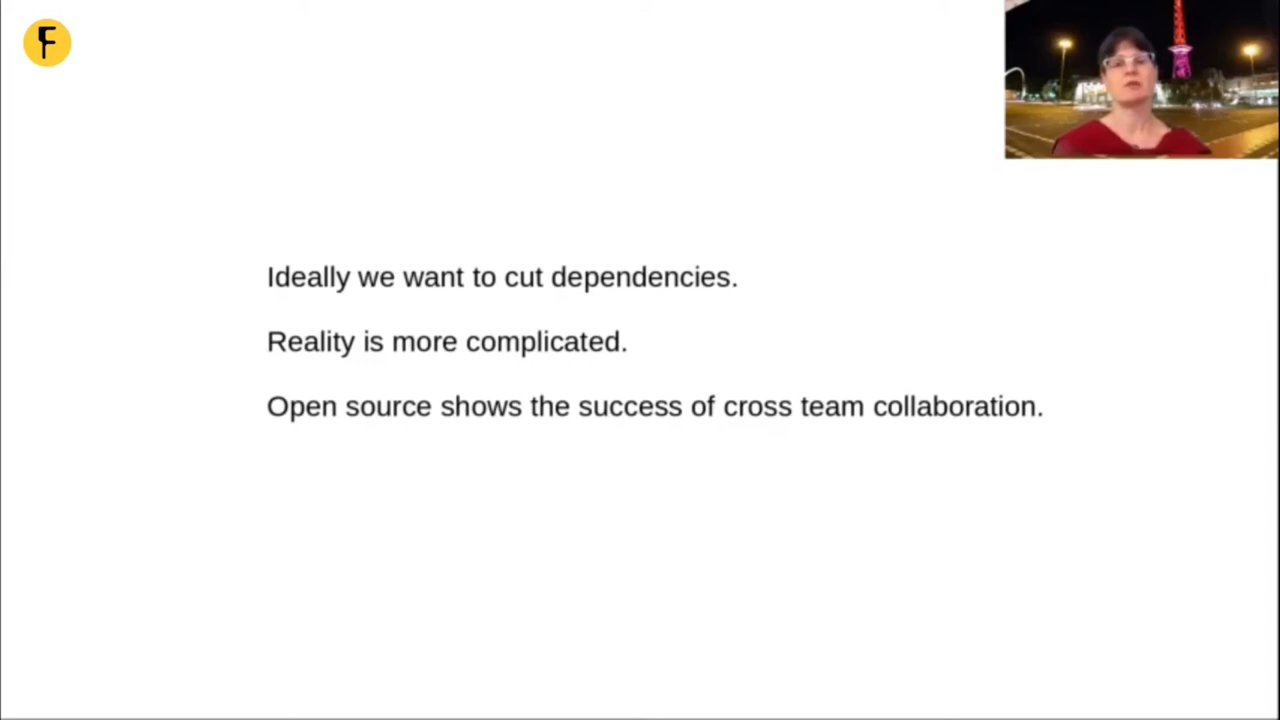 Ideally we want to cut dependencies.
Reality is more complicated.
Open source shows the success of cross team collaboration.